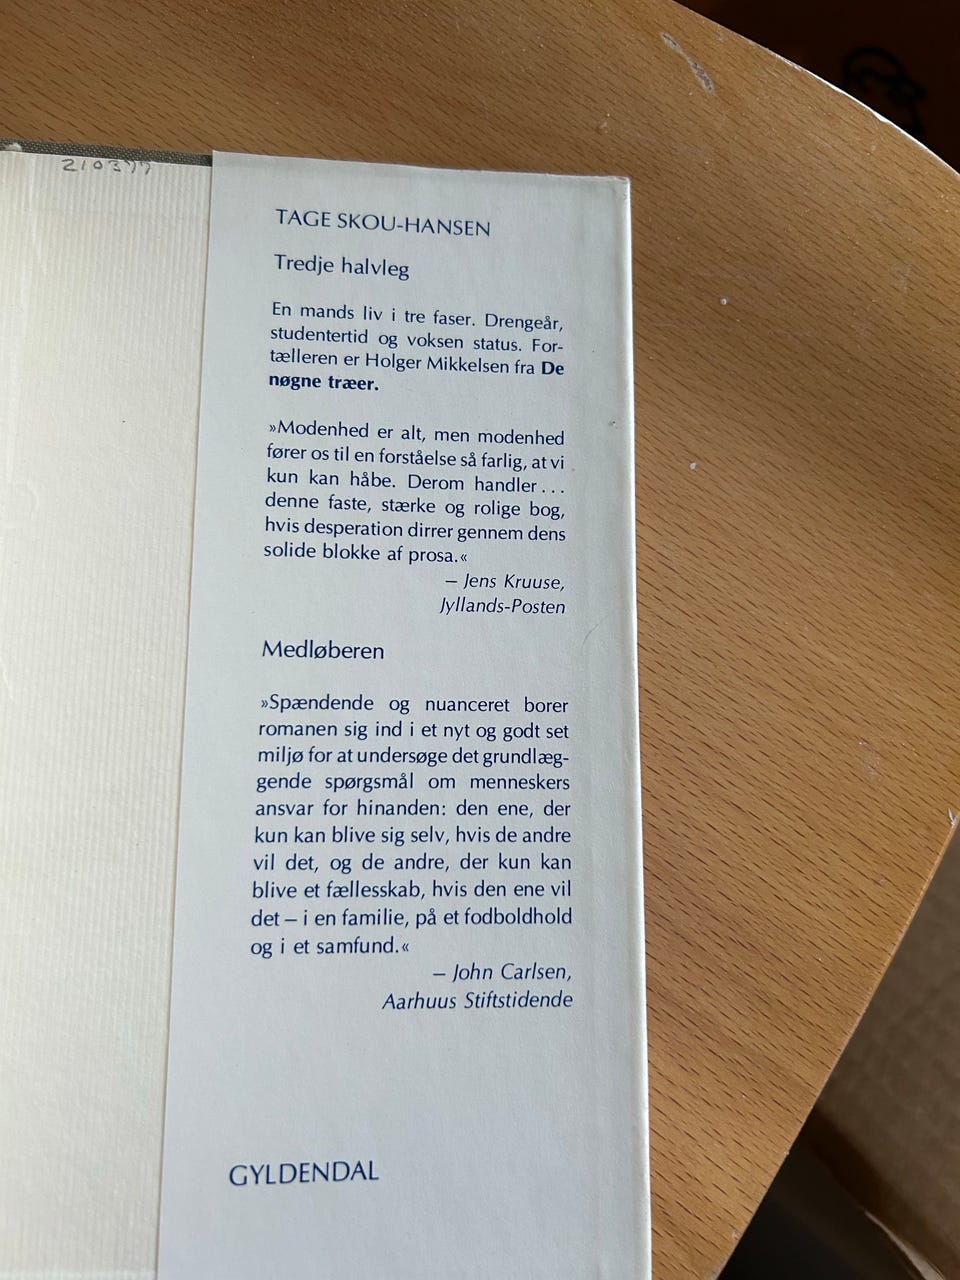 210377
TAGE SKOU-HANSEN
Tredje halvleg
En mands liv i tre faser. Drengeår,
studentertid og voksen status. For-
tælleren er Holger Mikkelsen fra De
nøgne træer.
»Modenhed er alt, men modenhed
fører os til en forståelse så farlig, at vi
kun kan håbe. Derom handler...
denne faste, stærke og rolige bog,
hvis desperation dirrer gennem dens
solide blokke af prosa.«
– Jens Kruuse,
Jyllands-Posten
Medløberen
»Spændende og nuanceret borer
romanen sig ind i et nyt og godt set
miljø for at undersøge det grundlæg-
gende spørgsmål om menneskers
ansvar for hinanden: den ene, der
kun kan blive sig selv, hvis de andre
vil det, og de andre, der kun kan
blive et fællesskab, hvis den ene vil
det – i en familie, på et fodboldhold
og i et samfund.«
– John Carlsen,
Aarhuus Stiftstidende
GYLDENDAL